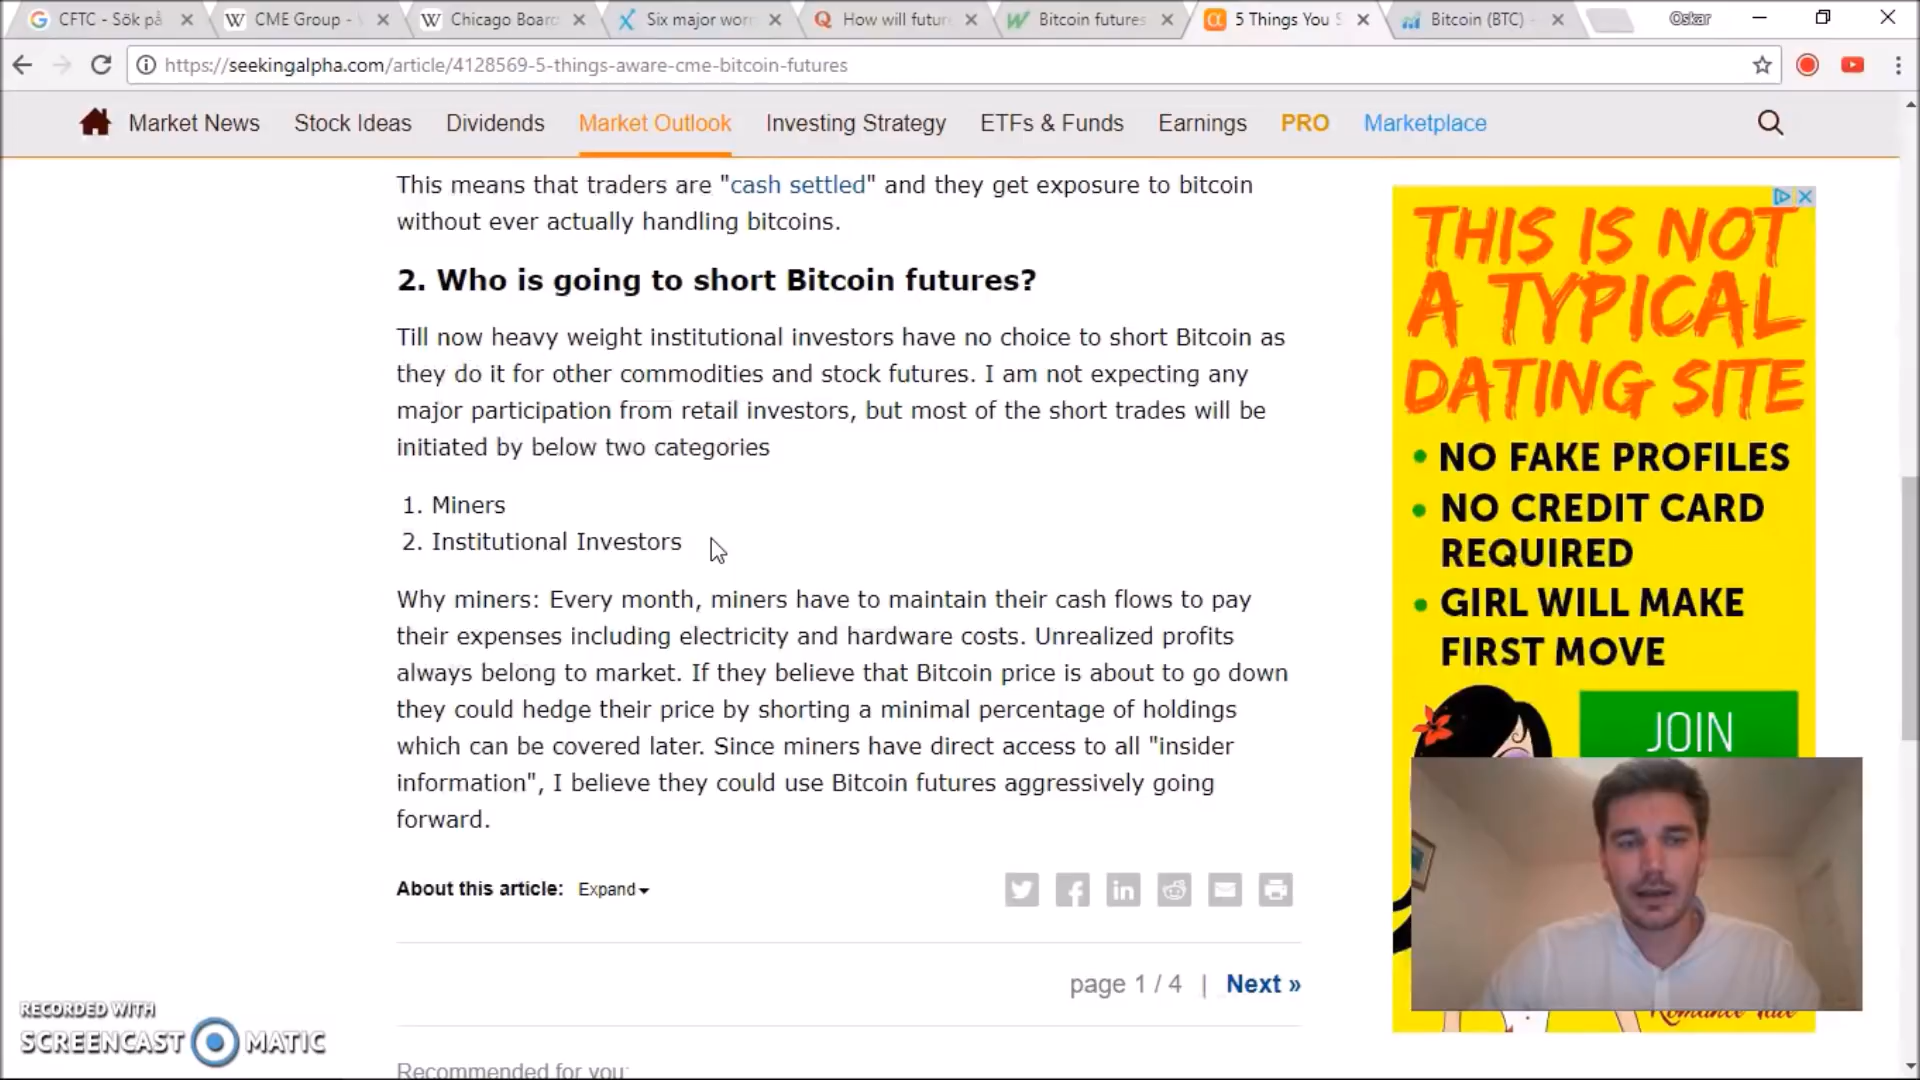 CFTC - Sök på
CME Group -
Chicago Boar
Six major wor
How will futur
Bitcoin futures
5 Things You S
Bitcoin (BTC) -
Oskar
https://seekingalpha.com/article/4128569-5-things-aware-cme-bitcoin-futures
Market News
Stock Ideas
Dividends
Market Outlook
Investing Strategy
ETFs & Funds
Earnings
PRO
Marketplace
This means that traders are "cash settled" and they get exposure to bitcoin
without ever actually handling bitcoins.
2. Who is going to short Bitcoin futures?
Till now heavy weight institutional investors have no choice to short Bitcoin as
they do it for other commodities and stock futures. I am not expecting any
major participation from retail investors, but most of the short trades will be
initiated by below two categories
1. Miners
2. Institutional Investors
Why miners: Every month, miners have to maintain their cash flows to pay
their expenses including electricity and hardware costs. Unrealized profits
always belong to market. If they believe that Bitcoin price is about to go down
they could hedge their price by shorting a minimal percentage of holdings
which can be covered later. Since miners have direct access to all "insider
information", I believe they could use Bitcoin futures aggressively going
forward.
About this article: Expand
page 1 / 4 | Next »
Recommended for you:
THIS IS NOT
A TYPICAL
DATING SITE
• NO FAKE PROFILES
• NO CREDIT CARD
REQUIRED
• GIRL WILL MAKE
FIRST MOVE
JOIN
RECORDED WITH
SCREENCAST MATIC